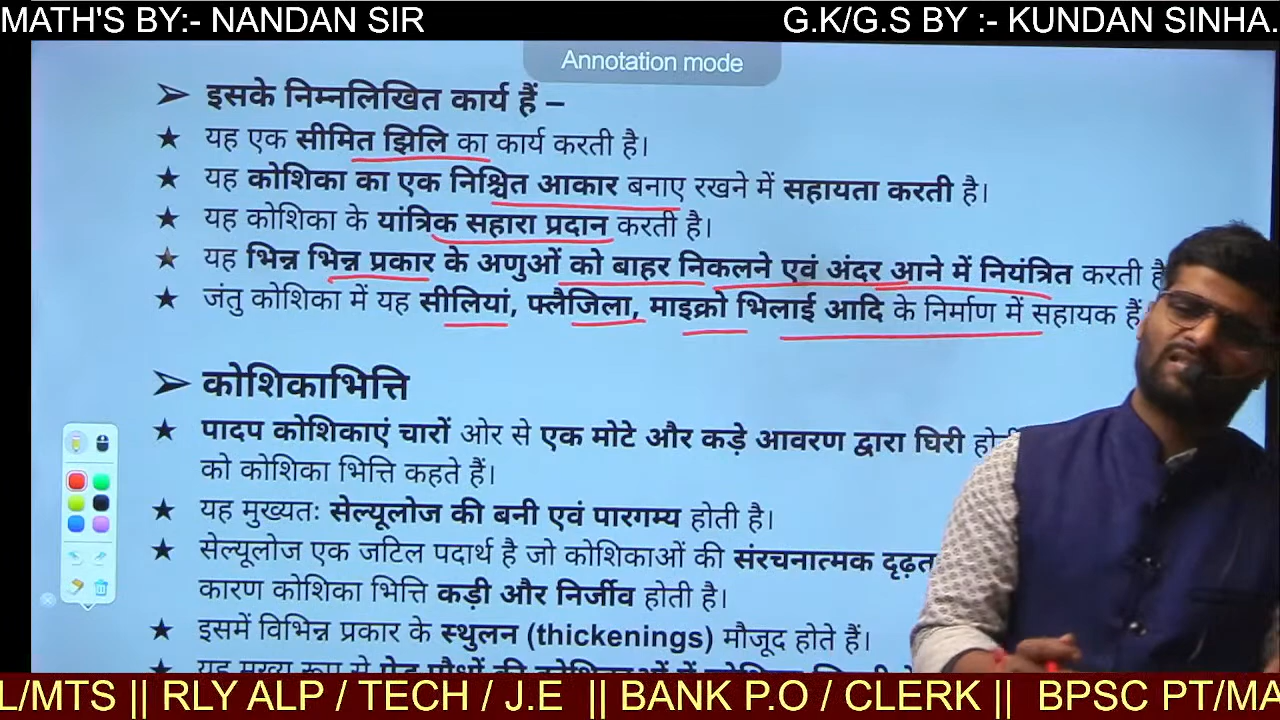 MATH'S BY:- NANDAN SIR G.K/G.S BY :- KUNDAN SINHA.
Annotation mode
➢ इसके निम्नलिखित कार्य हैं –
★ यह एक सीमित झिलि का कार्य करती है।
★ यह कोशिका का एक निश्चित आकार बनाए रखने में सहायता करती है।
★ यह कोशिका के यांत्रिक सहारा प्रदान करती है।
★ यह भिन्न भिन्न प्रकार के अणुओं को बाहर निकलने एवं अंदर आने में नियंत्रित करती है
★ जंतु कोशिका में यह सीलियां, फ्लैजिला, माइक्रो भिलाई आदि के निर्माण में सहायक हैं
➢ कोशिकाभित्ति
★ पादप कोशिकाएं चारों ओर से एक मोटे और कड़े आवरण द्वारा घिरी
को कोशिका भित्ति कहते हैं।
★ यह मुख्यतः सेल्यूलोज की बनी एवं पारगम्य होती है।
★ सेल्यूलोज एक जटिल पदार्थ है जो कोशिकाओं की संरचनात्मक
कारण कोशिका भित्ति कड़ी और निर्जीव होती है।
★ इसमें विभिन्न प्रकार के स्थुलन (thickenings) मौजूद होते हैं।
L/MTS || RLY ALP / TECH / J.E || BANK P.O / CLERK || BPSC PT/MA